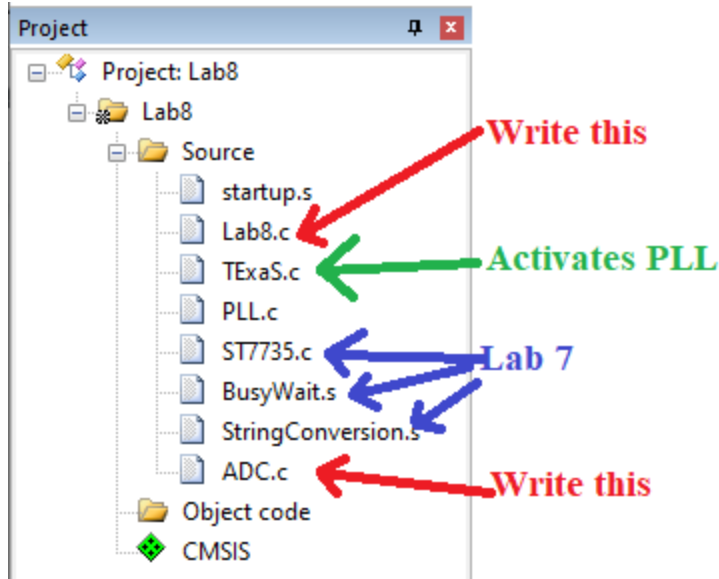 Project
Project: Lab8
Lab8
Write this
Source
startup.s
Lab8.c
TExaS.c
Activates PLL
PLL.c
ST7735.c
Lab 7
BusyWait.s
StringConversion.s
ADC.c
Write this
Object code
CMSIS